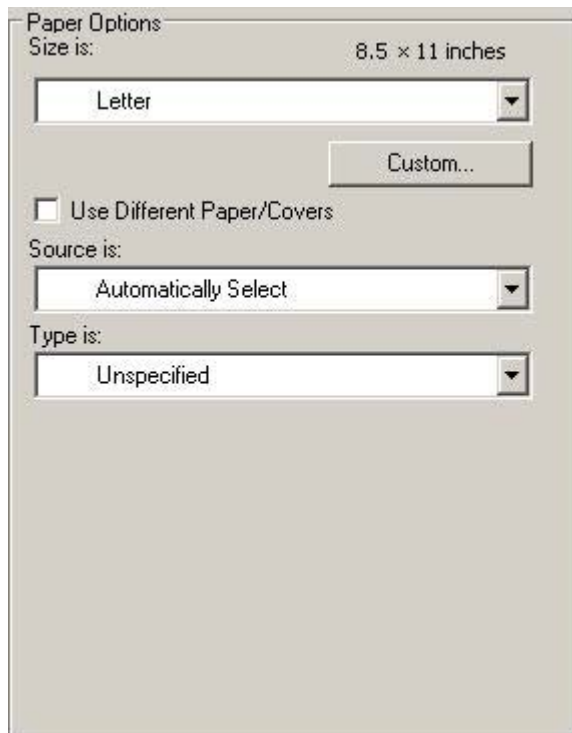 Paper Options
Size is: 8.5 × 11 inches
Letter
Custom...
Use Different Paper/Covers
Source is:
Automatically Select
Type is:
Unspecified